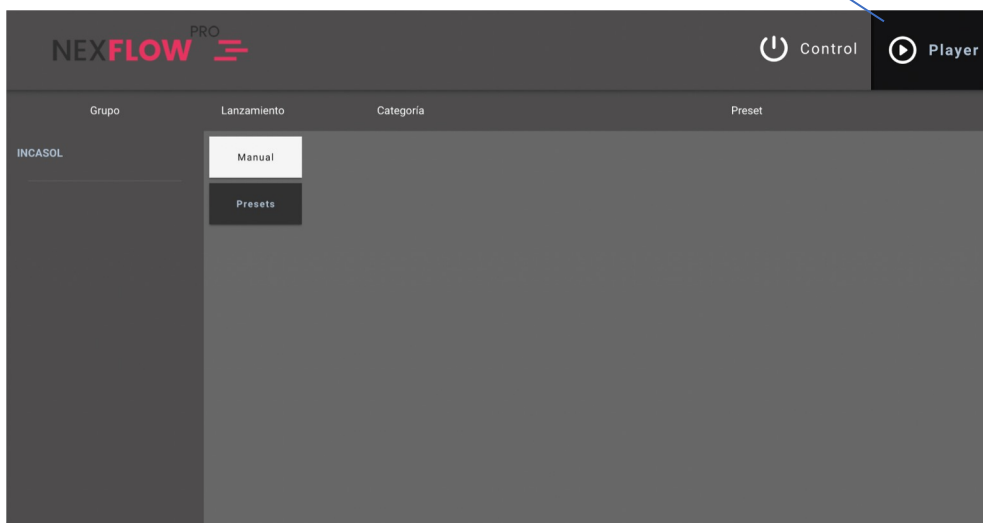 NEXFLOW PRO
Control
Player
Grupo
Lanzamiento
Categoría
Preset
INCASOL
Manual
Presets